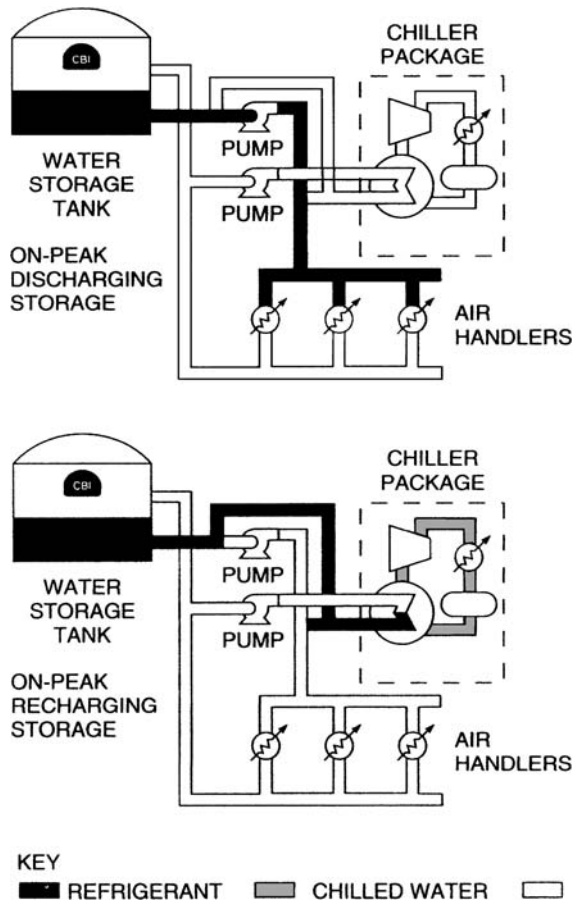 CBI
CHILLER
PACKAGE
PUMP
WATER
STORAGE
TANK
PUMP
ON-PEAK
DISCHARGING
STORAGE
AIR
HANDLERS
CBI
CHILLER
PACKAGE
PUMP
WATER
STORAGE
TANK
PUMP
ON-PEAK
RECHARGING
STORAGE
AIR
HANDLERS
KEY
REFRIGERANT CHILLED WATER